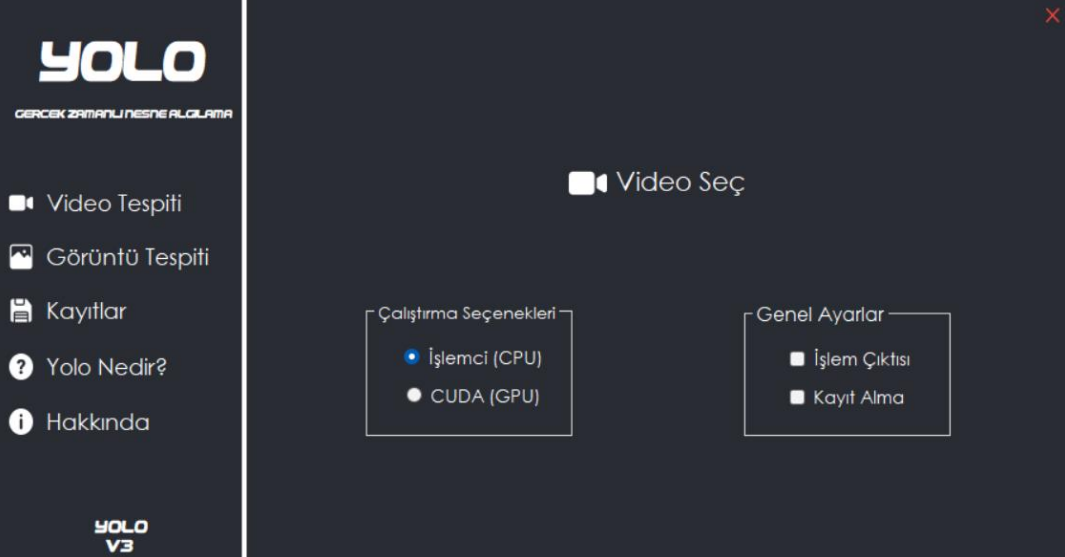 YOLO
GERCEK ZAMANLI NESNE ALGILAMA
Video Tespiti
Görüntü Tespiti
Kayıtlar
Yolo Nedir?
Hakkında
YOLO
V3
Video Seç
Çalıştırma Seçenekleri
İşlemci (CPU)
CUDA (GPU)
Genel Ayarlar
İşlem Çıktısı
Kayıt Alma